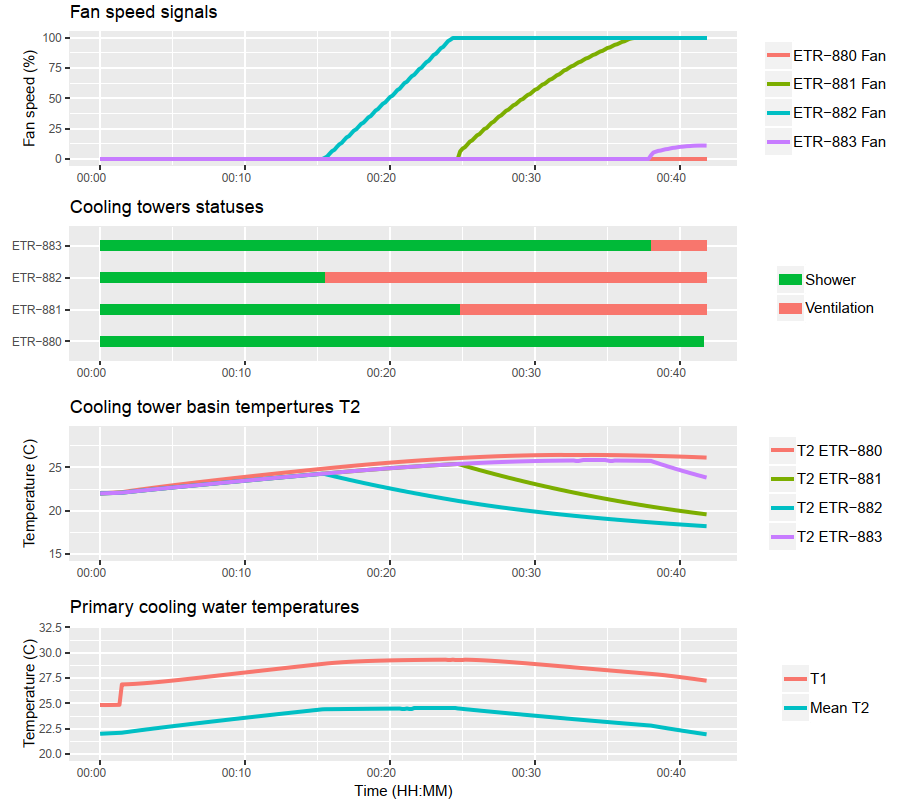 Fan speed signals
Fan speed (%)
100
75
50
25
0
00:00 00:10 00:20 00:30 00:40
ETR−880 Fan
ETR−881 Fan
ETR−882 Fan
ETR−883 Fan
Cooling towers statuses
ETR−883
ETR−882
ETR−881
ETR−880
00:00 00:10 00:20 00:30 00:40
Shower
Ventilation
Cooling tower basin tempertures T2
Temperature (C)
25
20
15
00:00 00:10 00:20 00:30 00:40
T2 ETR−880
T2 ETR−881
T2 ETR−882
T2 ETR−883
Primary cooling water temperatures
Temperature (C)
32.5
30.0
27.5
25.0
22.5
20.0
00:00 00:10 00:20 00:30 00:40
Time (HH:MM)
T1
Mean T2